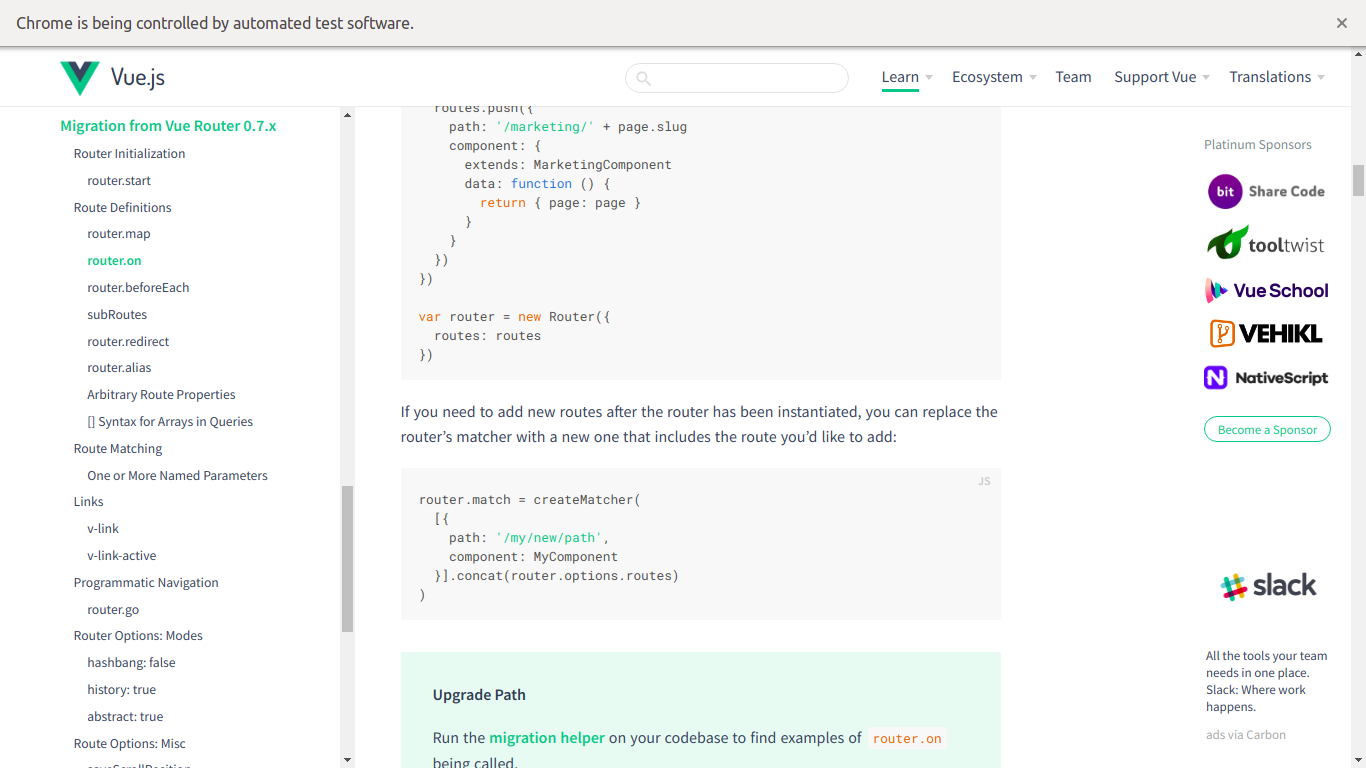 Chrome is being controlled by automated test software.
Vue.js
Learn
Ecosystem
Team
Support Vue
Translations
Migration from Vue Router 0.7.x
Router Initialization
router.start
Route Definitions
router.map
router.on
router.beforeEach
subRoutes
router.redirect
router.alias
Arbitrary Route Properties
[] Syntax for Arrays in Queries
Route Matching
One or More Named Parameters
Links
v-link
v-link-active
Programmatic Navigation
router.go
Router Options: Modes
hashbang: false
history: true
abstract: true
Route Options: Misc
saveScrollPosition
routes.push({
path: '/marketing/' + page.slug
component: {
extends: MarketingComponent
data: function () {
return { page: page }
}
}
})
})
var router = new Router({
routes: routes
})
If you need to add new routes after the router has been instantiated, you can replace the
router’s matcher with a new one that includes the route you’d like to add:
JS
router.match = createMatcher(
[{
path: '/my/new/path',
component: MyComponent
}].concat(router.options.routes)
)
Upgrade Path
Run the migration helper on your codebase to find examples of router.on
being called.
Platinum Sponsors
bit Share Code
tooltwist
Vue School
VEHIKL
N NativeScript
Become a Sponsor
slack
All the tools your team
needs in one place.
Slack: Where work
happens.
ads via Carbon